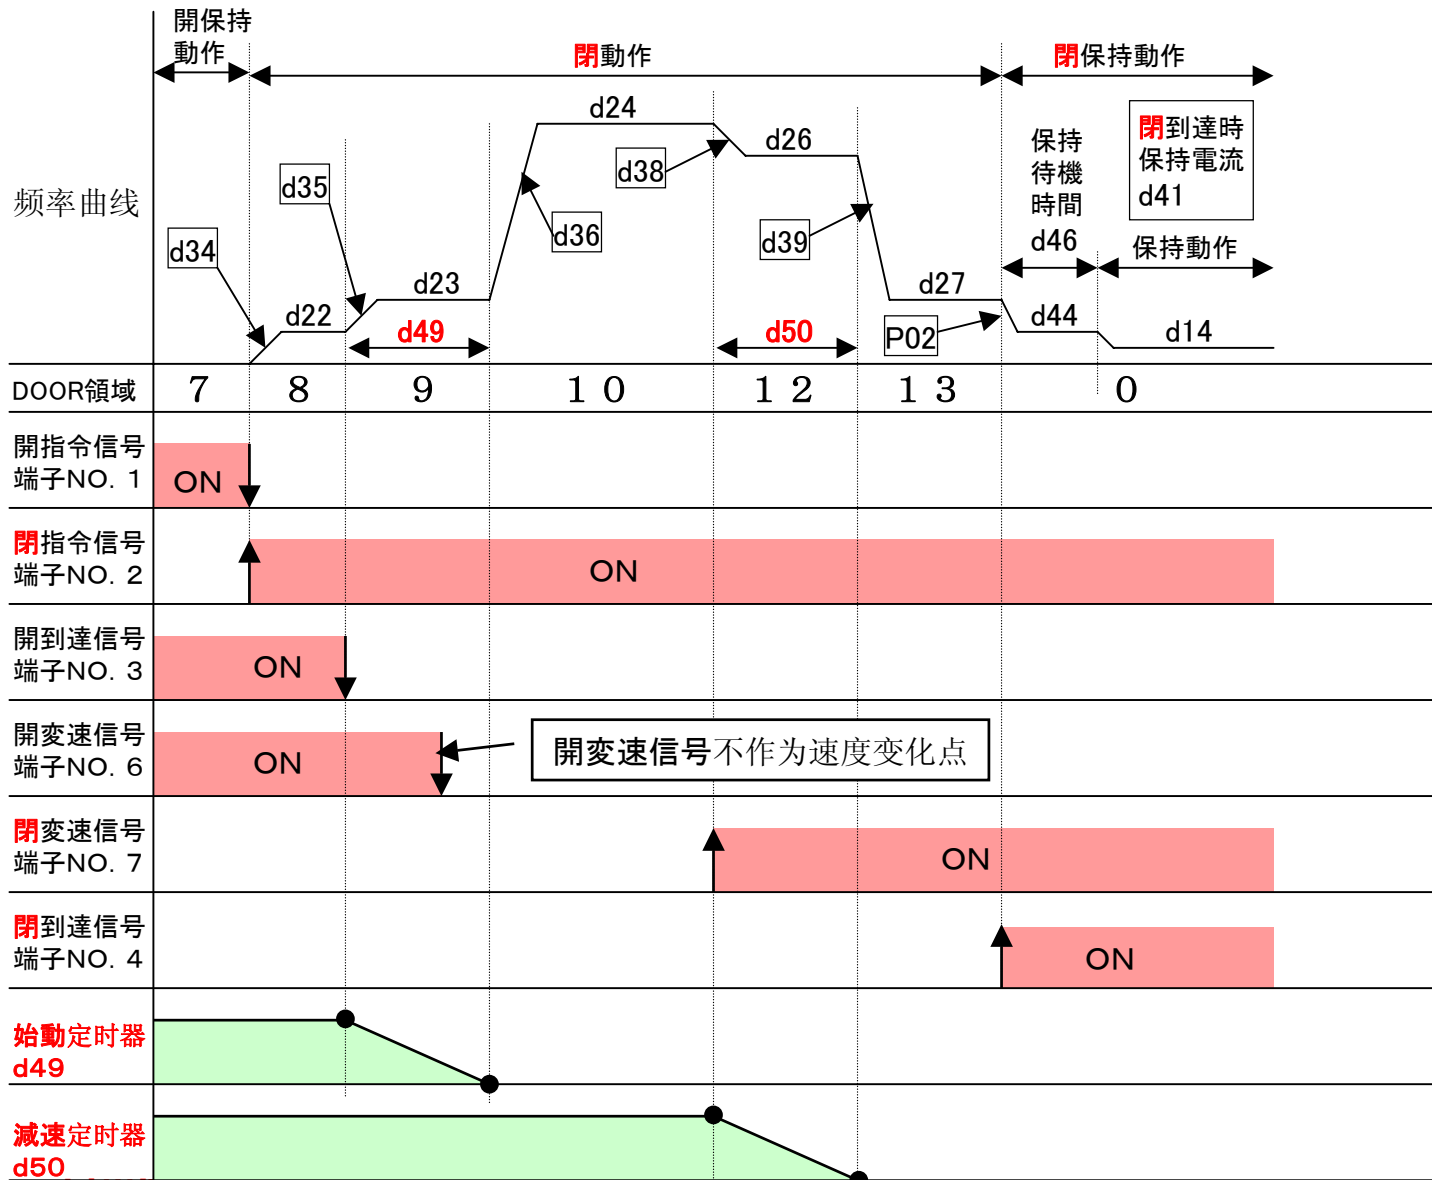 開保持
動作
閉動作
閉保持動作
d24
d26
閉到達時
保持電流
d41
保持
待機
時間
d46
保持動作
d38
d35
频率曲线
d36
d39
d34
d23
d27
d22
d49
d50
P02
d44
d14
DOOR領域
7
8
9
10
12
13
0
開指令信号
端子NO. 1
ON
閉指令信号
端子NO. 2
ON
開到達信号
端子NO. 3
ON
開変速信号
端子NO. 6
ON
開変速信号不作为速度变化点
閉変速信号
端子NO. 7
ON
閉到達信号
端子NO. 4
ON
始動定时器
d49
減速定时器
d50